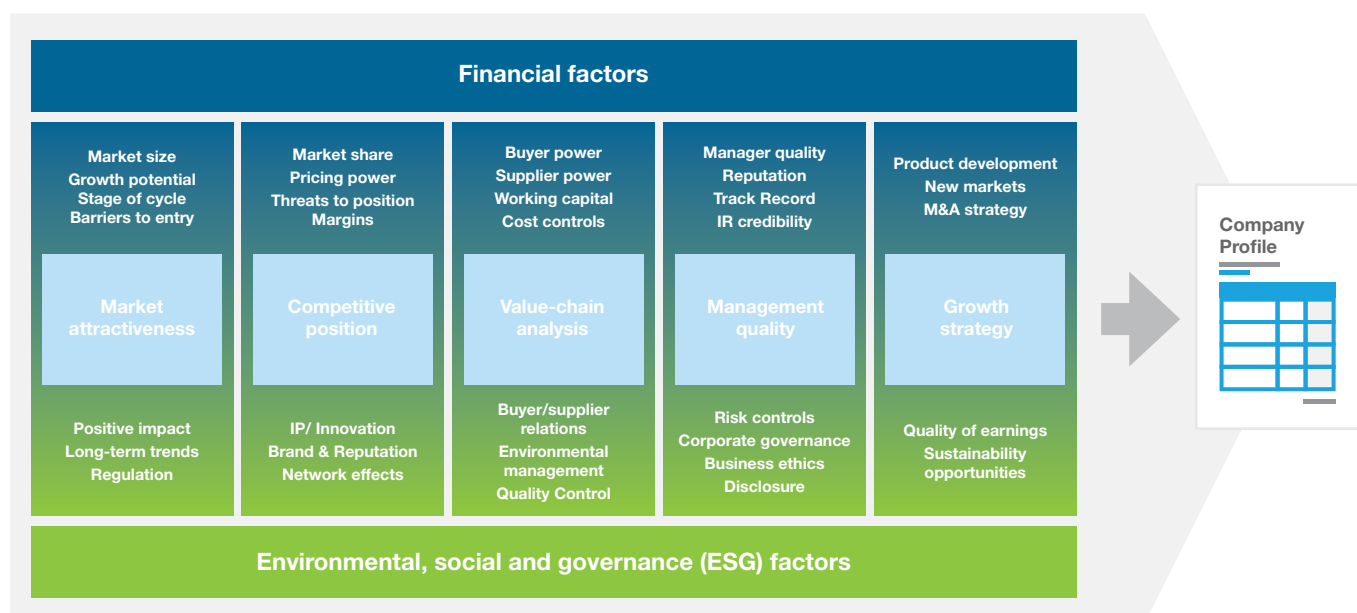 Financial factors
Market size
Growth potential
Stage of cycle
Barriers to entry
Market
attractiveness
Positive impact
Long-term trends
Regulation
Market share
Pricing power
Threats to position
Margins
Competitive
position
IP/ Innovation
Brand & Reputation
Network effects
Buyer power
Supplier power
Working capital
Cost controls
Value-chain
analysis
Buyer/supplier
relations
Environmental
management
Quality Control
Manager quality
Reputation
Track Record
IR credibility
Management
quality
Risk controls
Corporate governance
Business ethics
Disclosure
Product development
New markets
M&A strategy
Growth
strategy
Quality of earnings
Sustainability
opportunities
Environmental, social and governance (ESG) factors
Company
Profile